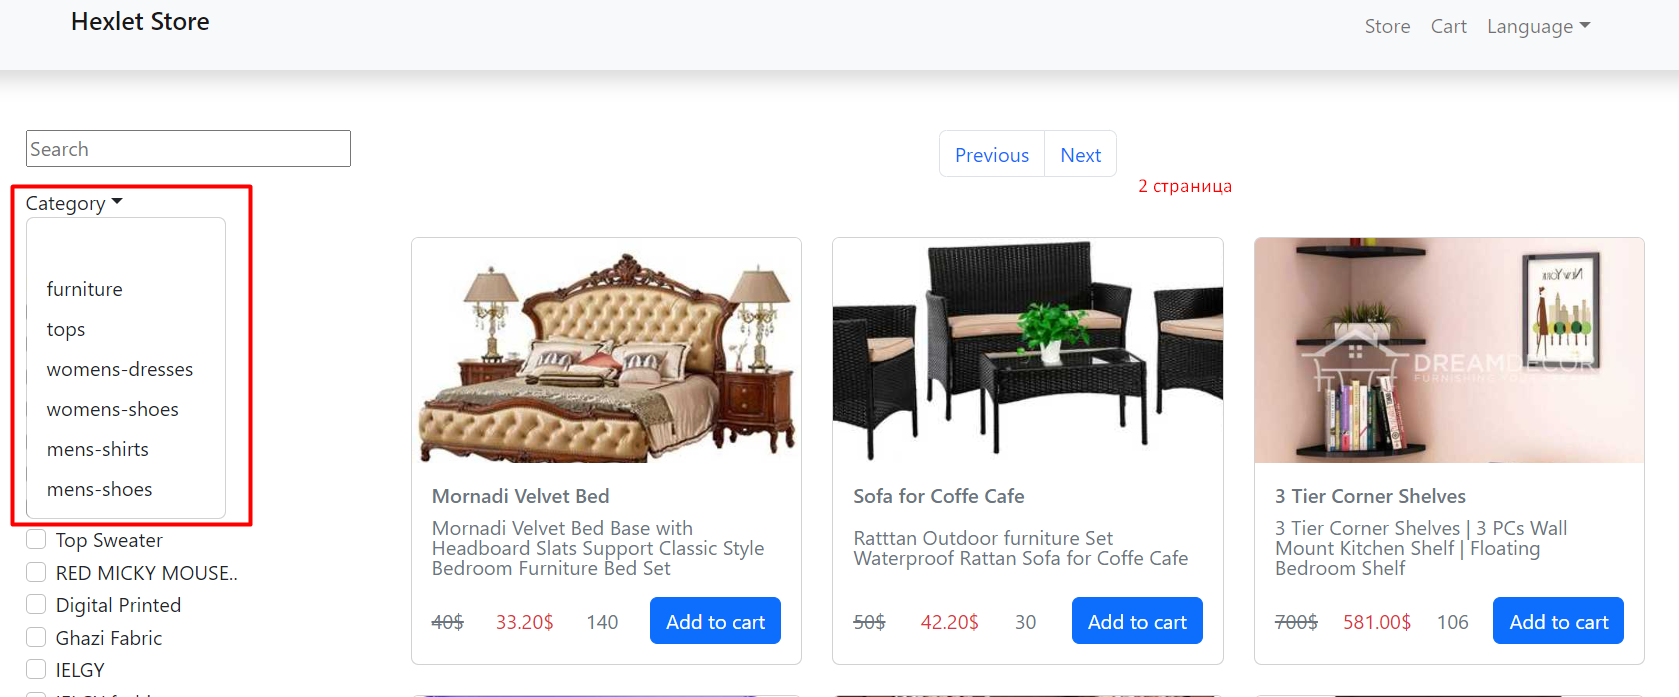 Hexlet Store
Store Cart Language
Search
Previous Next
2 страница
Category
furniture
tops
womens-dresses
womens-shoes
mens-shirts
mens-shoes
Top Sweater
RED MICKY MOUSE..
Digital Printed
Ghazi Fabric
IELGY
DREAMDECOR
Mornadi Velvet Bed
Mornadi Velvet Bed Base with
Headboard Slats Support Classic Style
Bedroom Furniture Bed Set
40$ 33.20$ 140 Add to cart
Sofa for Coffe Cafe
Ratttan Outdoor furniture Set
Waterproof Rattan Sofa for Coffe Cafe
50$ 42.20$ 30 Add to cart
3 Tier Corner Shelves
3 Tier Corner Shelves | 3 PCs Wall
Mount Kitchen Shelf | Floating
Bedroom Shelf
700$ 581.00$ 106 Add to cart